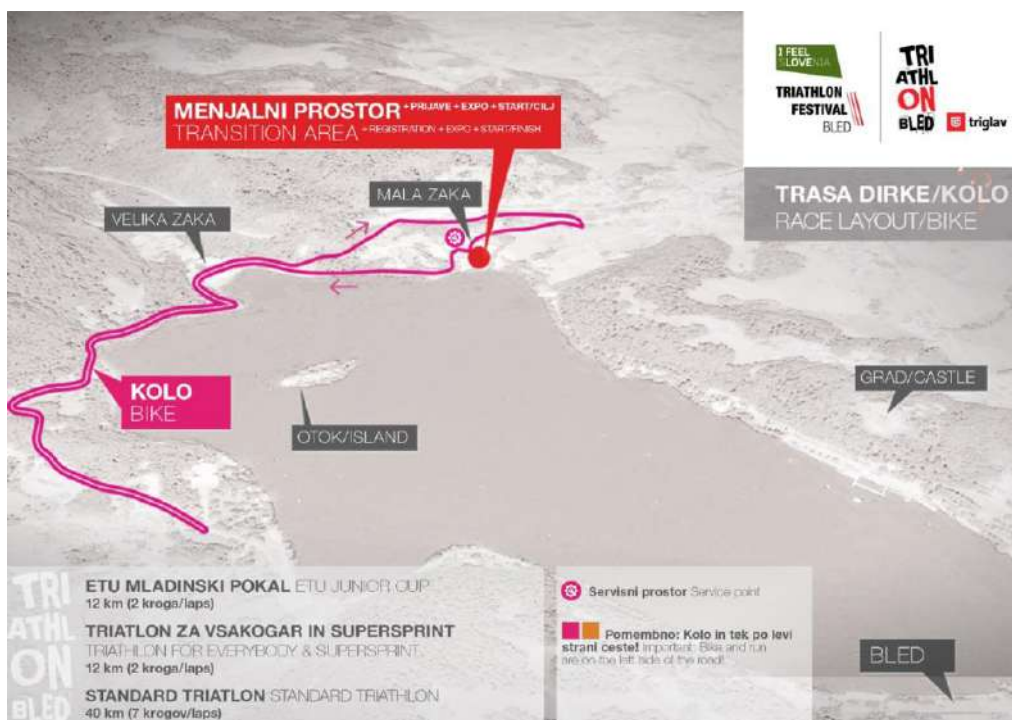 I FEEL
SLOVENIA
TRIATHLON
FESTIVAL
BLED
TRI
ATHL
ON
BLED
triglav
MENJALNI PROSTOR + PRIJAVE + EXPO + START/CILJ
TRANSITION AREA + REGISTRATION + EXPO + START/FINISH
TRASA DIRKE/KOLO
RACE LAYOUT/BIKE
MALA ZAKA
VELIKA ZAKA
KOLO
BIKE
GRAD/CASTLE
OTOK/ISLAND
TRI
ATHL
ON
BLED
ETU MLADINSKI POKAL ETU JUNIOR CUP
12 km (2 kroga/laps)
TRIATLON ZA VSAKOGAR IN SUPERSPRINT
TRIATHLON FOR EVERYBODY & SUPERSPRINT
12 km (2 kroga/laps)
STANDARD TRIATLON STANDARD TRIATHLON
40 km (7 krogov/laps)
Servisni prostor Service point
Pomembno: Kolo in tek po levi
strani ceste! Important: Bike and run
are on the left side of the road!
BLED